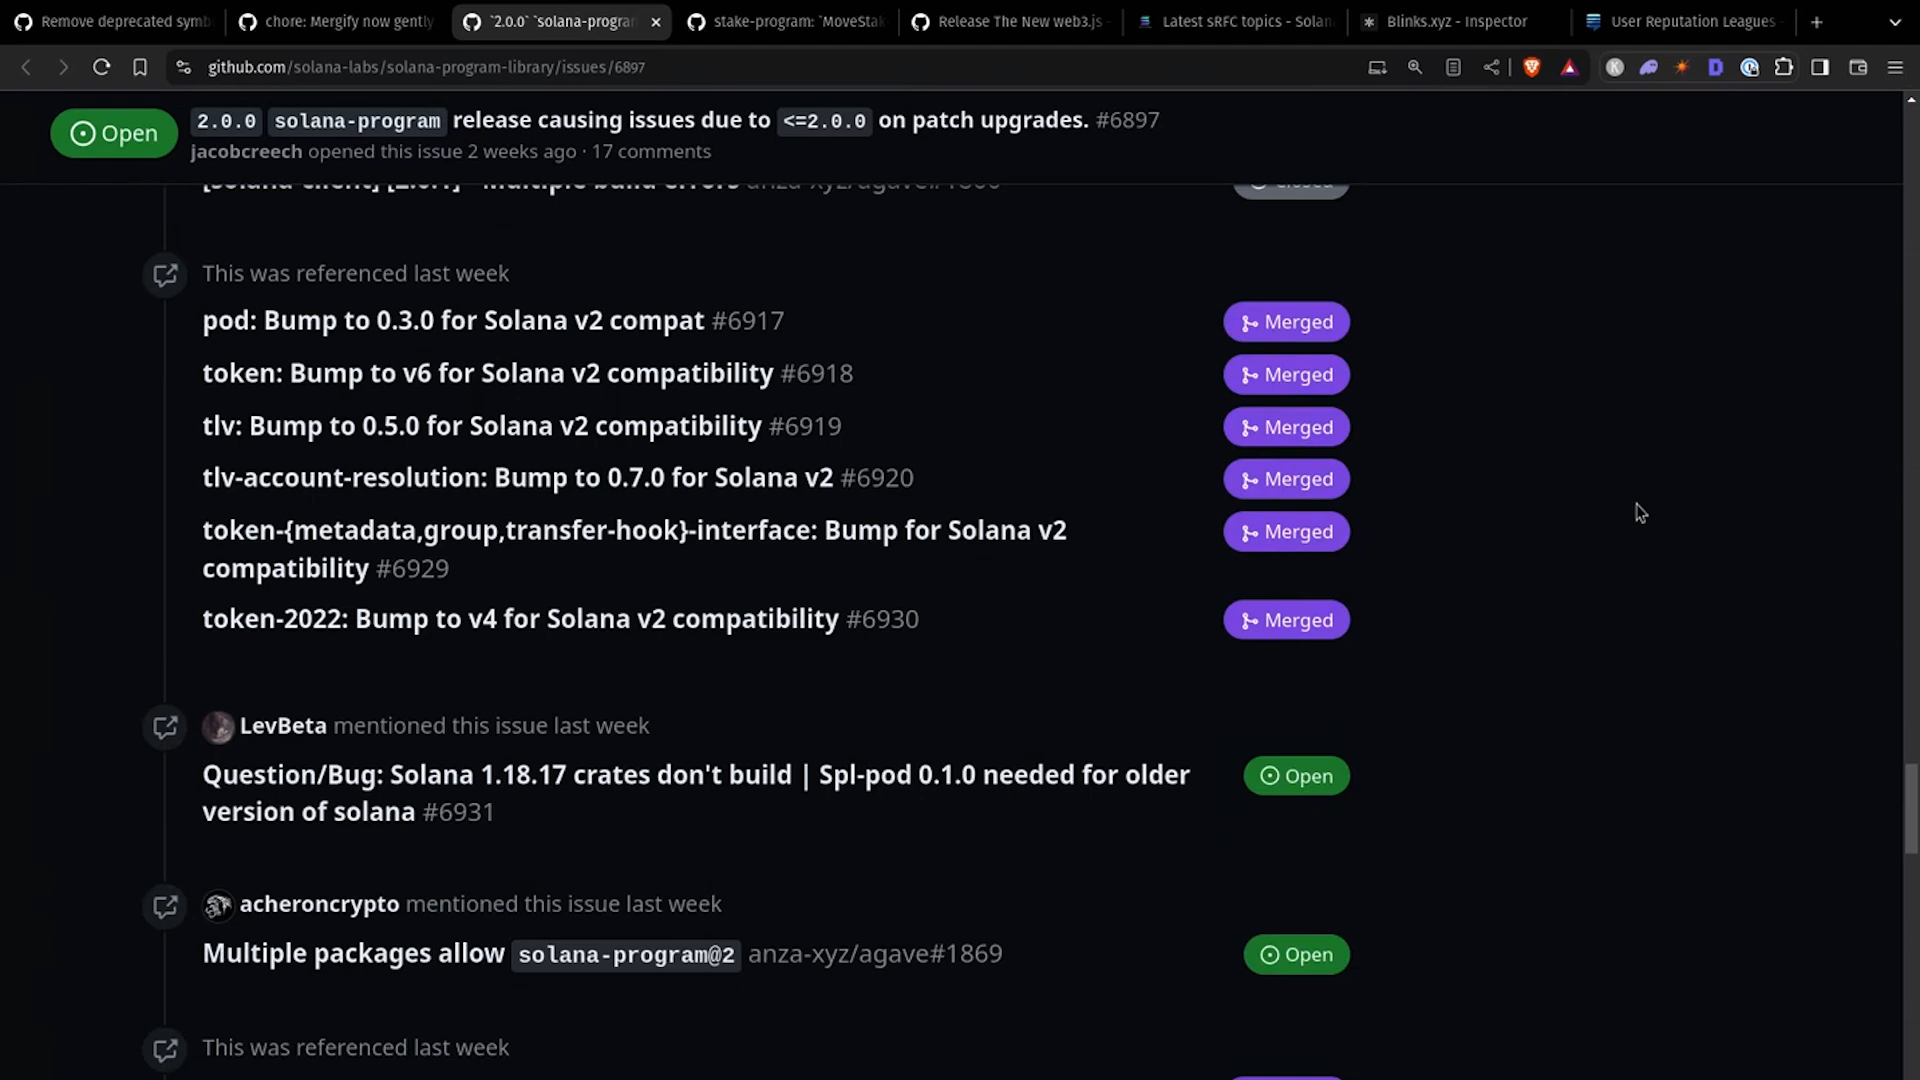 Remove deprecated symb
chore: Mergify now gently
`2.0.0` `solana-program
stake-program: `MoveStak
Release The New web3.js
Latest sRFC topics - Solan
Blinks.xyz - Inspector
User Reputation Leagues
github.com/solana-labs/solana-program-library/issues/6897
Open
2.0.0 solana-program release causing issues due to <=2.0.0 on patch upgrades. #6897
jacobcreech opened this issue 2 weeks ago · 17 comments
This was referenced last week
pod: Bump to 0.3.0 for Solana v2 compat #6917
Merged
token: Bump to v6 for Solana v2 compatibility #6918
Merged
tlv: Bump to 0.5.0 for Solana v2 compatibility #6919
Merged
tlv-account-resolution: Bump to 0.7.0 for Solana v2 #6920
Merged
token-{metadata,group,transfer-hook}-interface: Bump for Solana v2
compatibility #6929
Merged
token-2022: Bump to v4 for Solana v2 compatibility #6930
Merged
LevBeta mentioned this issue last week
Question/Bug: Solana 1.18.17 crates don't build | Spl-pod 0.1.0 needed for older
version of solana #6931
Open
acheroncrypto mentioned this issue last week
Multiple packages allow solana-program@2 anza-xyz/agave#1869
Open
This was referenced last week